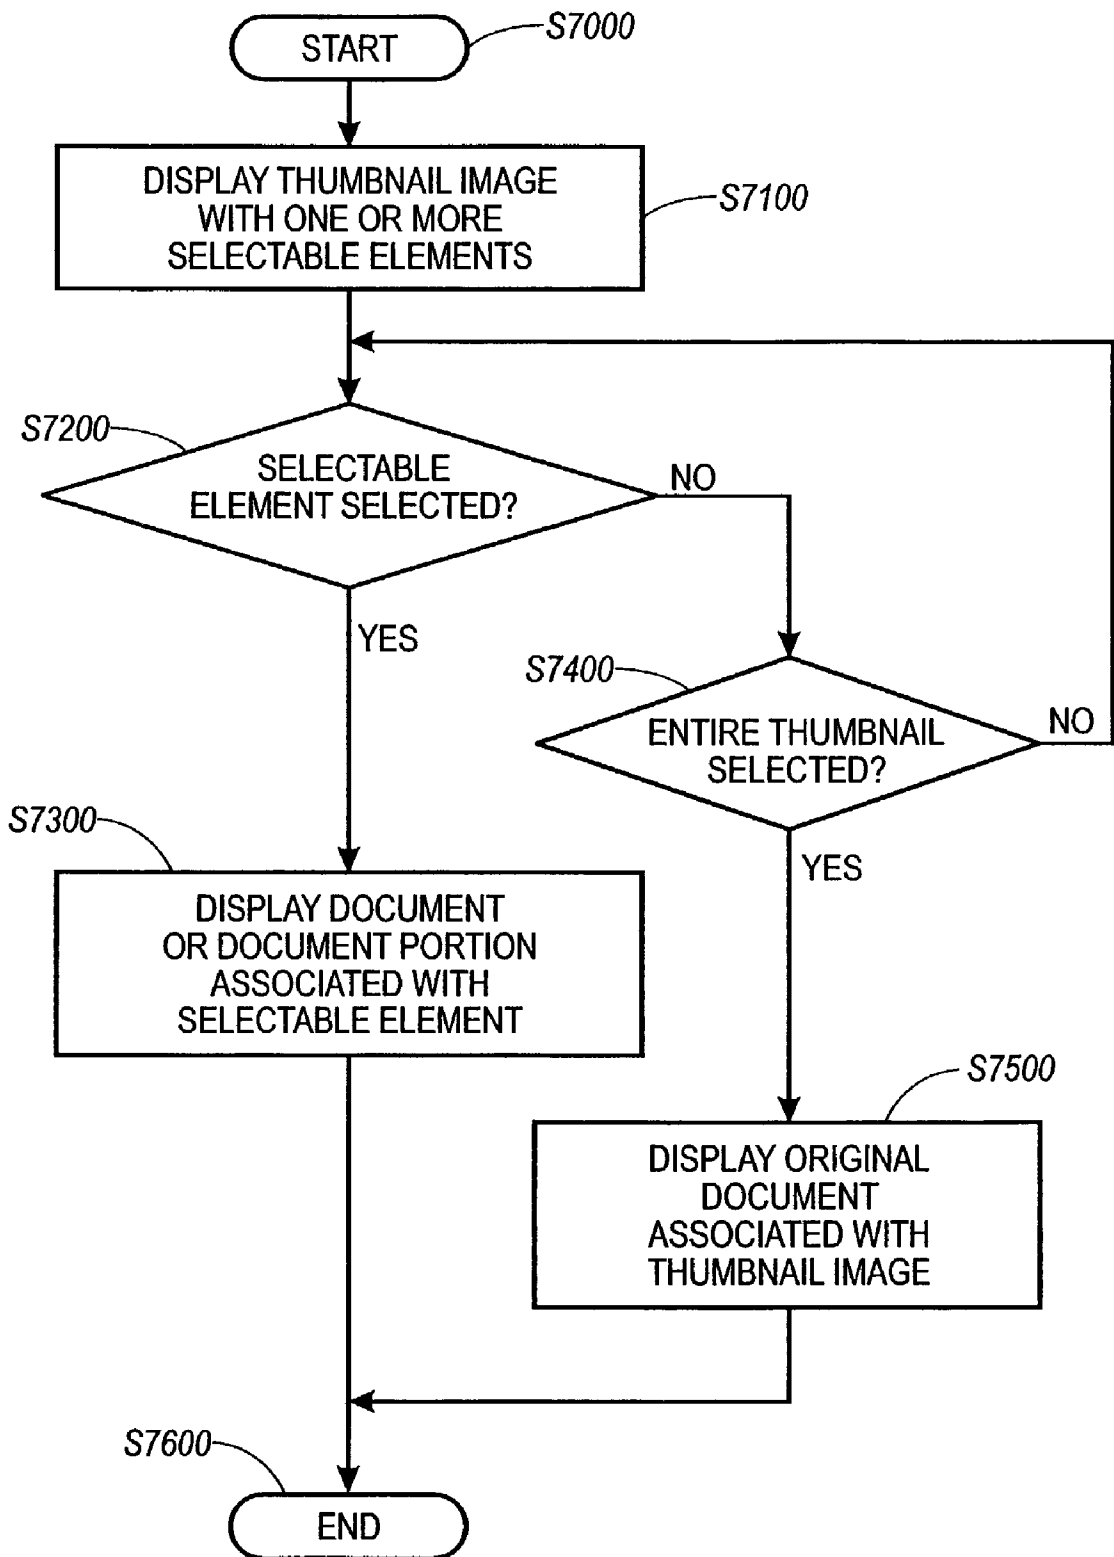 START
S7000
DISPLAY THUMBNAIL IMAGE
WITH ONE OR MORE
SELECTABLE ELEMENTS
S7100
S7200
SELECTABLE
ELEMENT SELECTED?
NO
YES
S7400
ENTIRE THUMBNAIL
SELECTED?
NO
YES
S7300
DISPLAY DOCUMENT
OR DOCUMENT PORTION
ASSOCIATED WITH
SELECTABLE ELEMENT
S7500
DISPLAY ORIGINAL
DOCUMENT
ASSOCIATED WITH
THUMBNAIL IMAGE
S7600
END